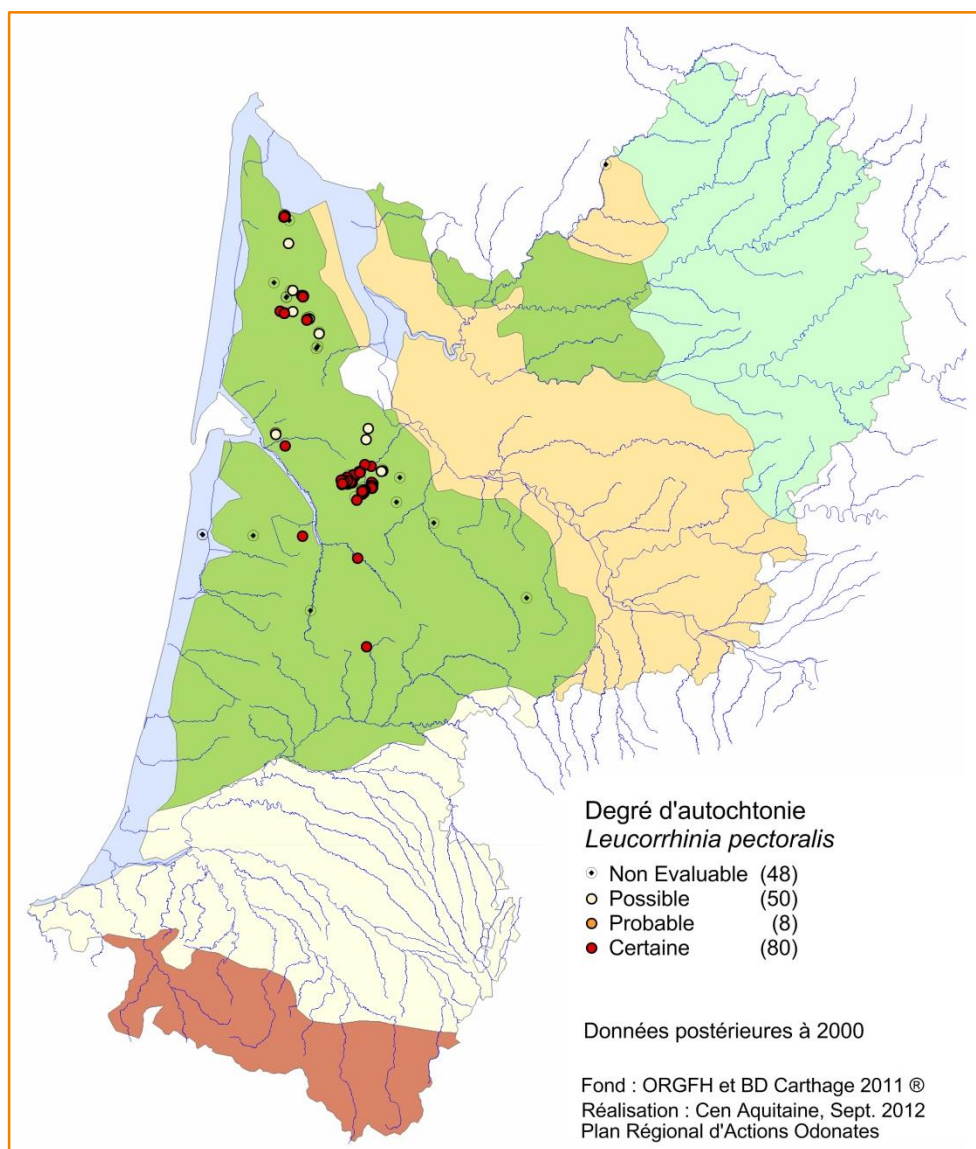 Degré d'autochtonie
Leucorrhinia pectoralis
Non Evaluable (48)
Possible (50)
Probable (8)
Certaine (80)
Données postérieures à 2000
Fond : ORGFH et BD Carthage 2011 ®
Réalisation : Cen Aquitaine, Sept. 2012
Plan Régional d'Actions Odonates